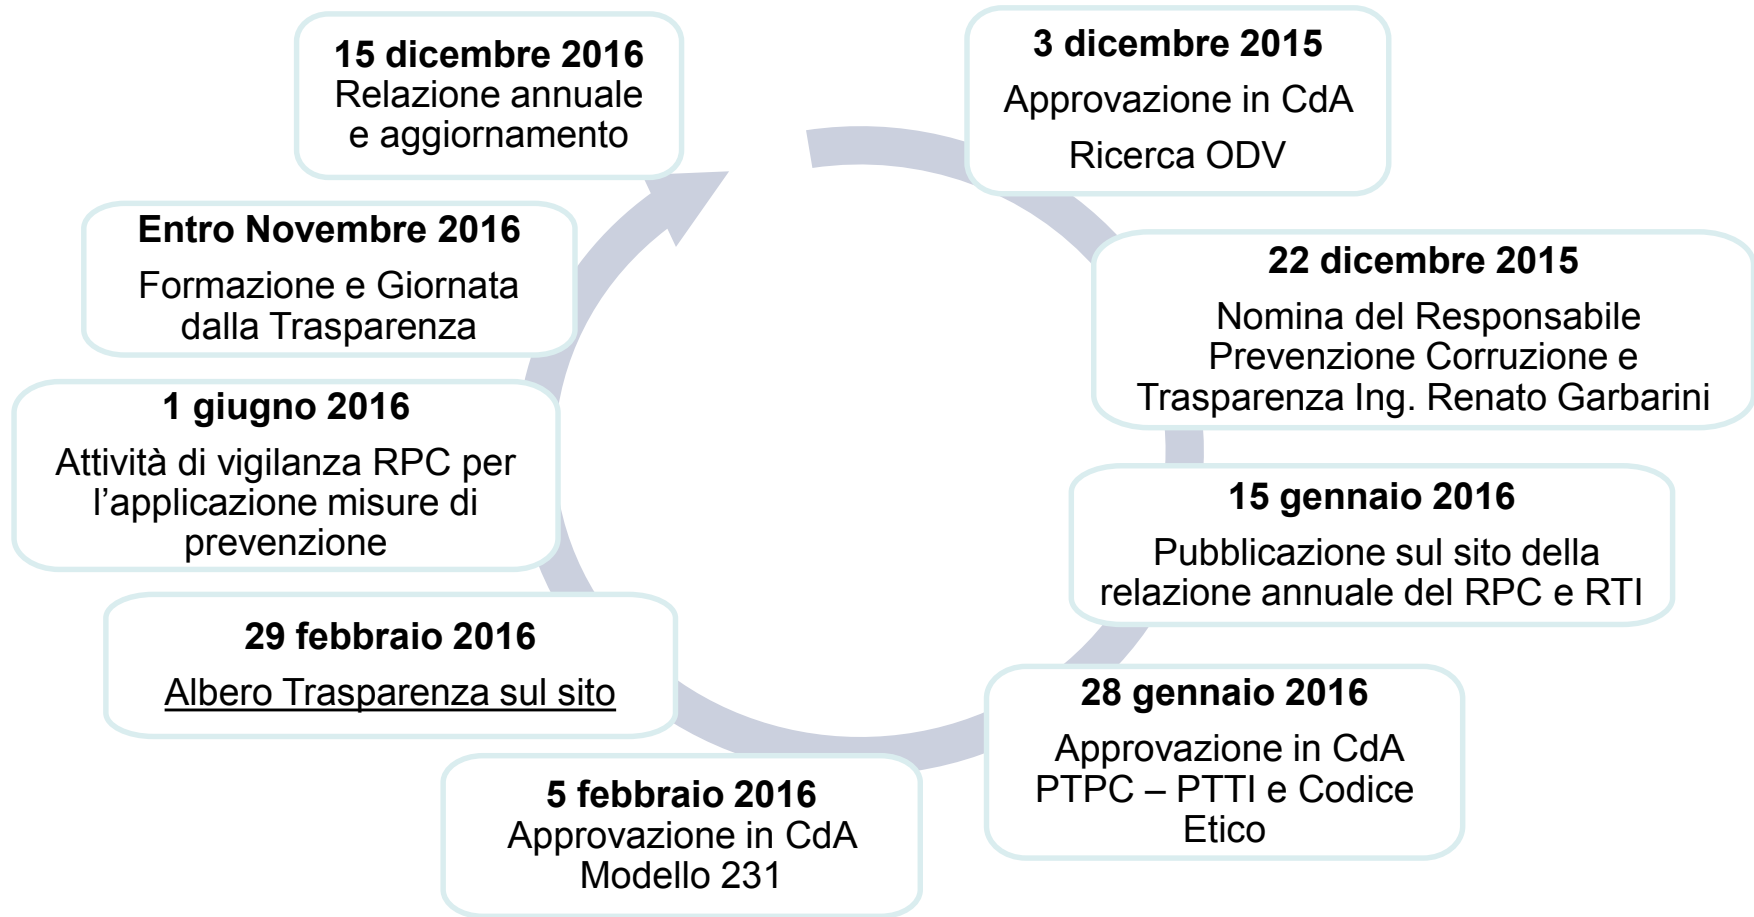 3 dicembre 2015
Approvazione in CdA
Ricerca ODV
22 dicembre 2015
Nomina del Responsabile
Prevenzione Corruzione e
Trasparenza Ing. Renato Garbarini
15 gennaio 2016
Pubblicazione sul sito della
relazione annuale del RPC e RTI
28 gennaio 2016
Approvazione in CdA
PTPC – PTTI e Codice
Etico
5 febbraio 2016
Approvazione in CdA
Modello 231
29 febbraio 2016
Albero Trasparenza sul sito
1 giugno 2016
Attività di vigilanza RPC per
l’applicazione misure di
prevenzione
Entro Novembre 2016
Formazione e Giornata
dalla Trasparenza
15 dicembre 2016
Relazione annuale
e aggiornamento